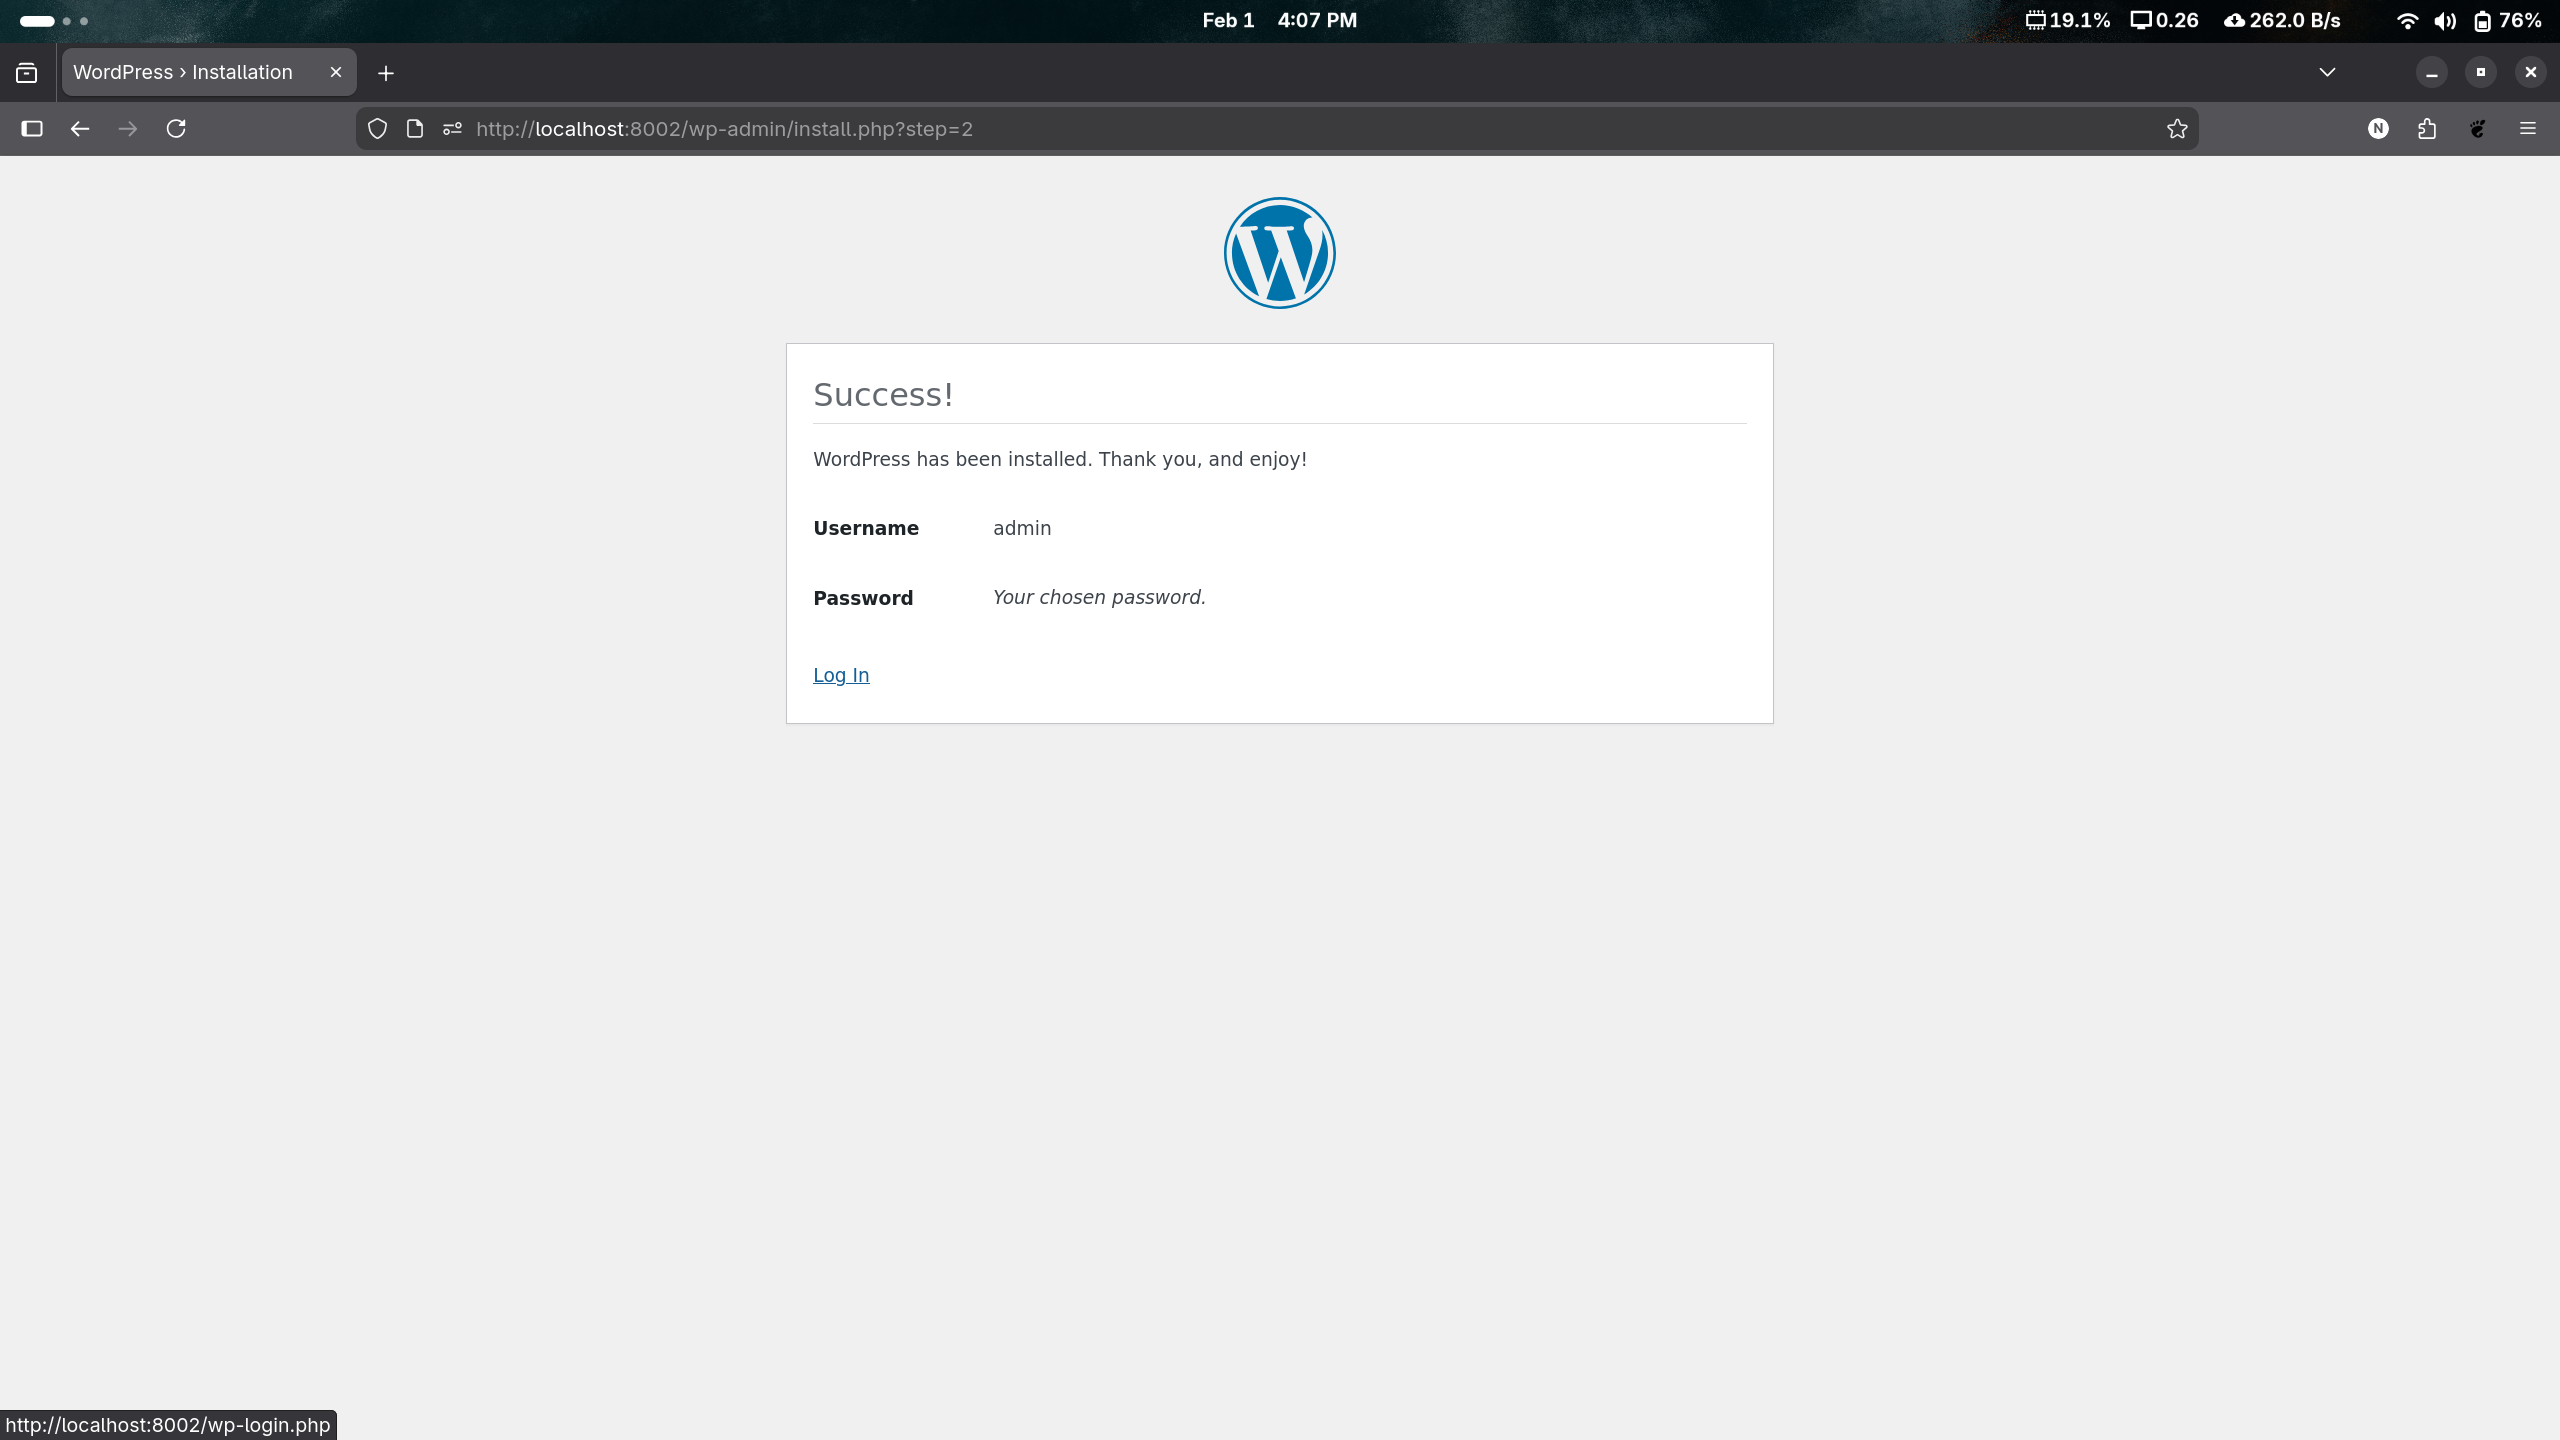 Feb 1 4:07 PM
19.1% 0.26 262.0 B/s 76%
WordPress › Installation
http://localhost:8002/wp-admin/install.php?step=2
N
Success!
WordPress has been installed. Thank you, and enjoy!
Username admin
Password Your chosen password.
Log In
http://localhost:8002/wp-login.php